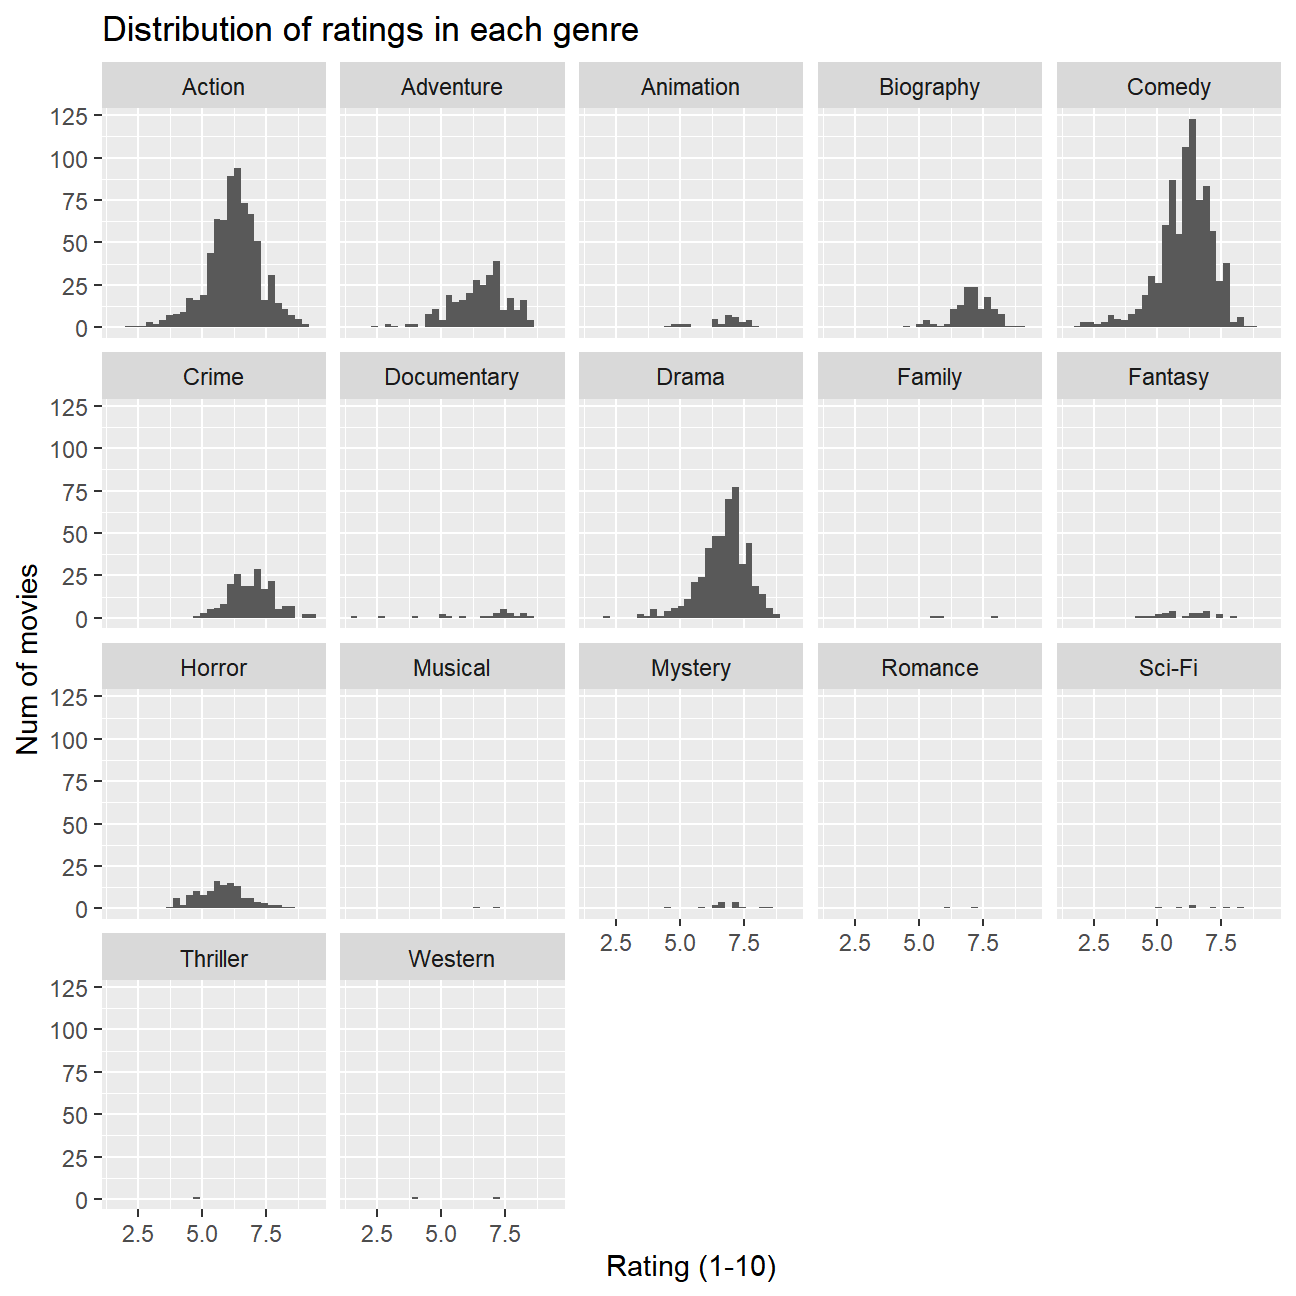 Distribution of ratings in each genre
Action Adventure Animation Biography Comedy
125
100
75
50
25
0
Crime Documentary Drama Family Fantasy
125
100
75
50
25
0
Num of movies
Horror Musical Mystery Romance Sci-Fi
125
100
75
50
25
0
2.5 5.0 7.5 2.5 5.0 7.5 2.5 5.0 7.5
Thriller Western
125
100
75
50
25
0
2.5 5.0 7.5 2.5 5.0 7.5
Rating (1-10)